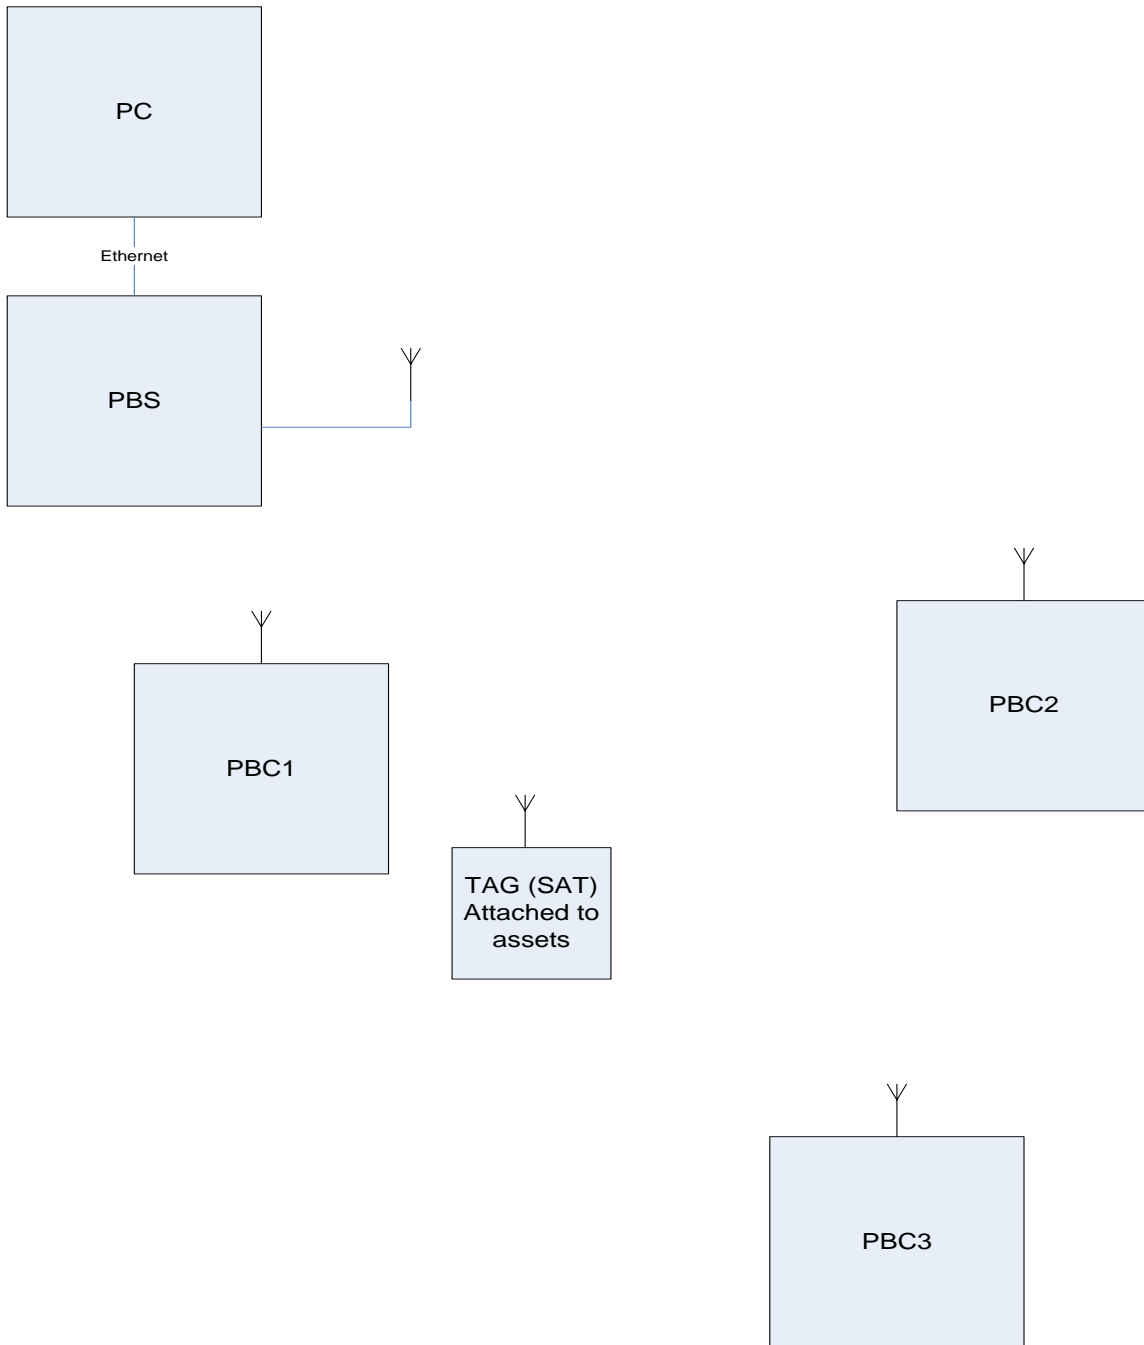 PC
Ethernet
PBS
PBC2
PBC1
TAG (SAT)
Attached to
assets
PBC3